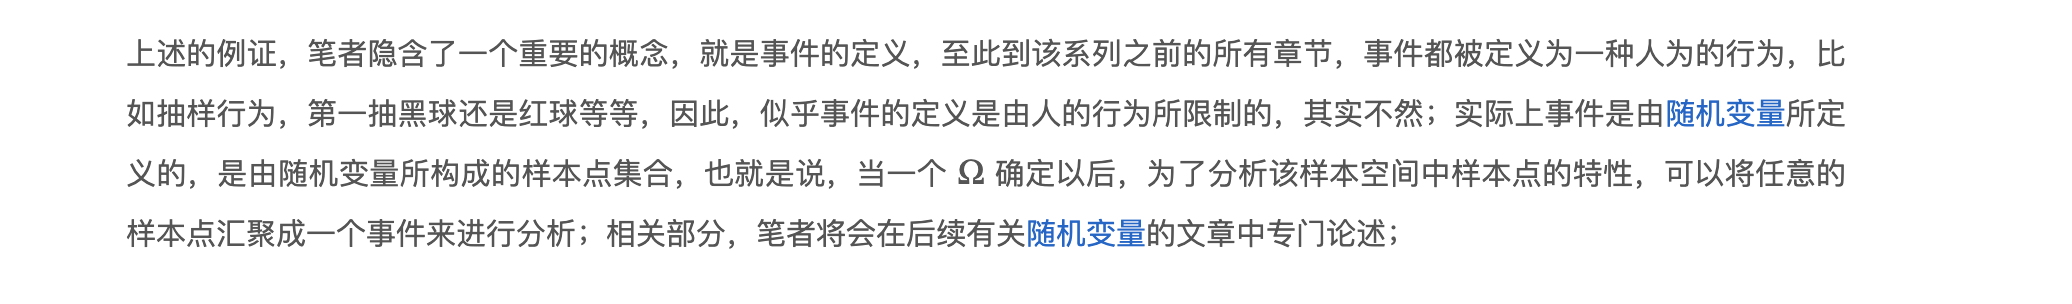 上述的例证，笔者隐含了一个重要的概念，就是事件的定义，至此到该系列之前的所有章节，事件都被定义为一种人为的行为，比
如抽样行为，第一抽黑球还是红球等等，因此，似乎事件的定义是由人的行为所限制的，其实不然；实际上事件是由随机变量所定
义的，是由随机变量所构成的样本点集合，也就是说，当一个 Ω 确定以后，为了分析该样本空间中样本点的特性，可以将任意的
样本点汇聚成一个事件来进行分析；相关部分，笔者将会在后续有关随机变量的文章中专门论述；